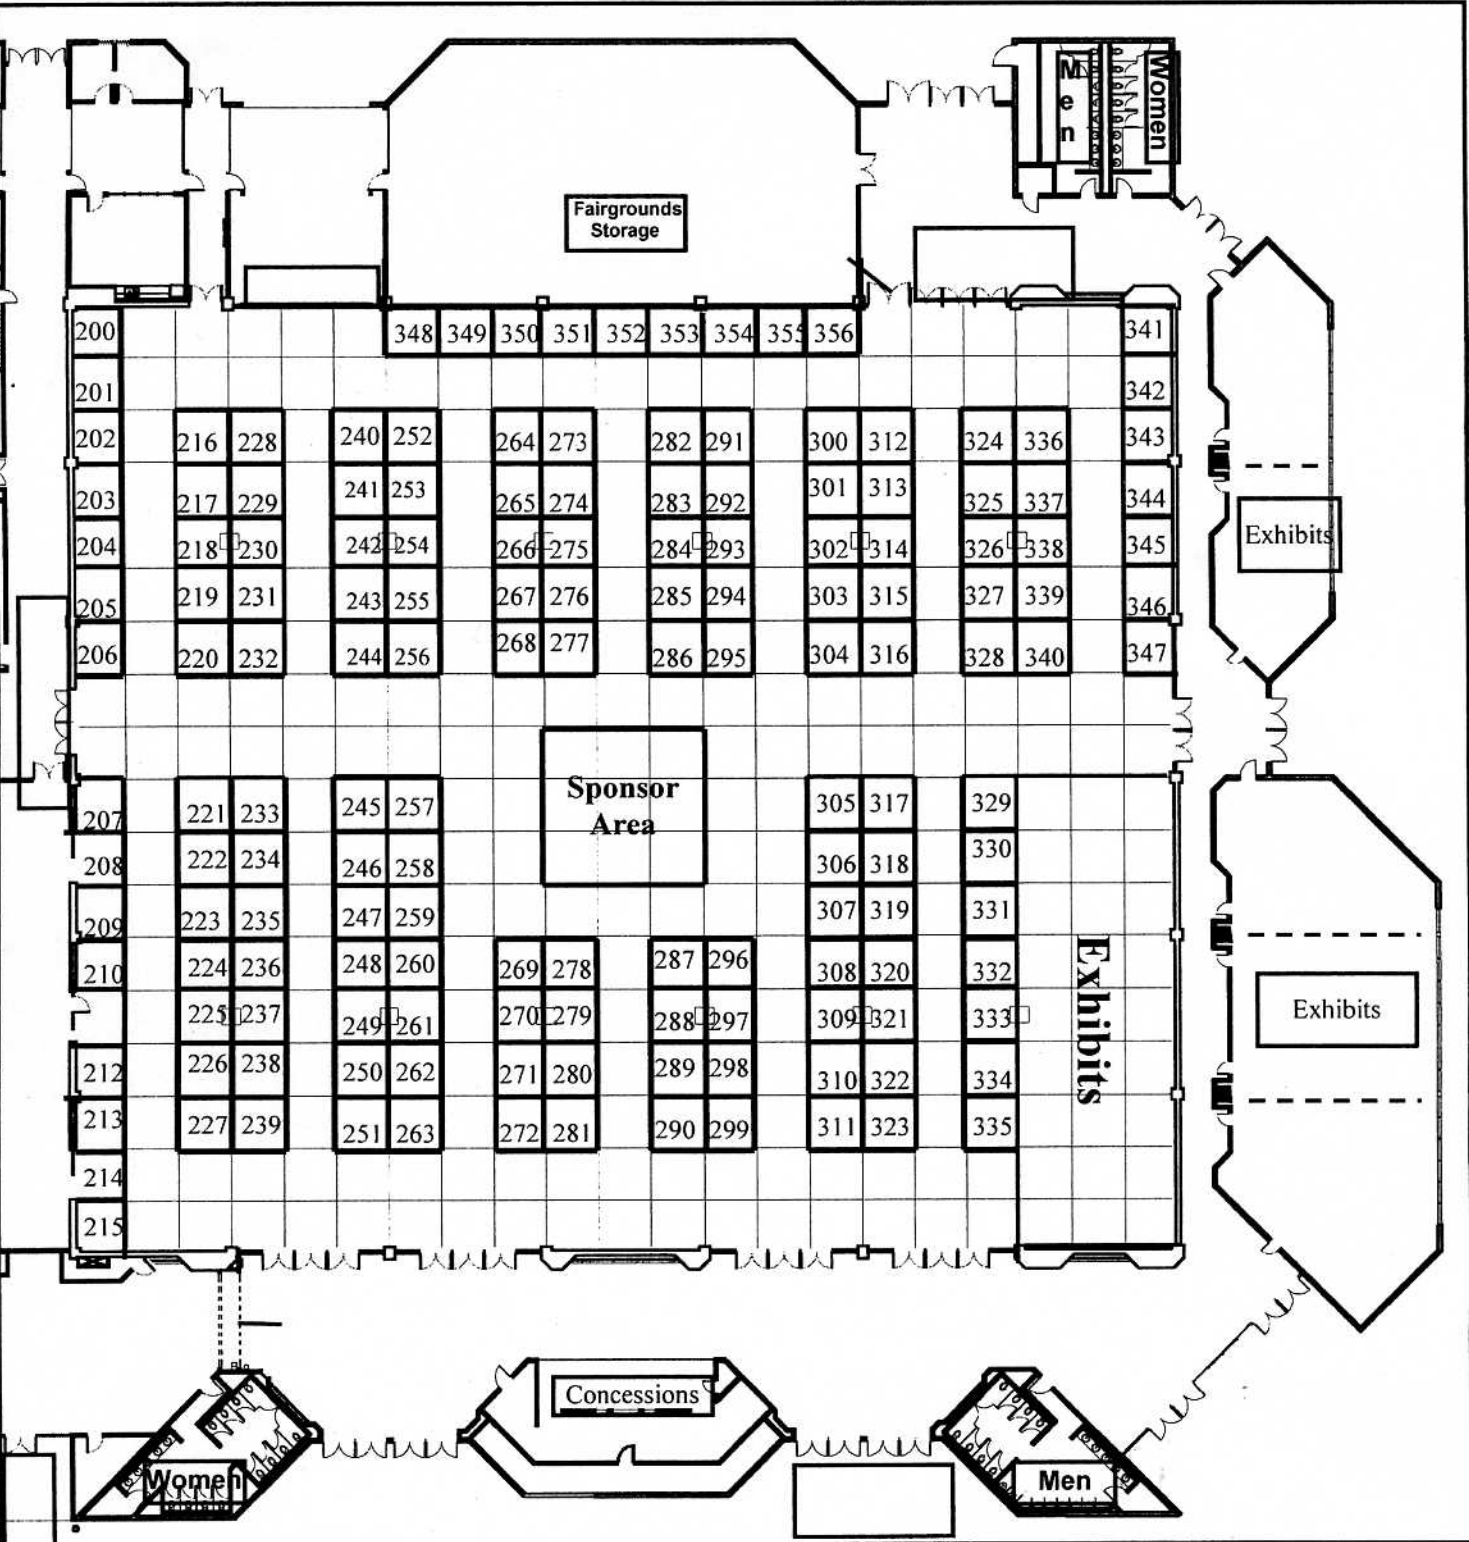 Men
Women
Fairgrounds
Storage
200 348 349 350 351 352 353 354 355 356 341
201 342
202 216 228 240 252 264 273 282 291 300 312 324 336 343
203 217 229 241 253 265 274 283 292 301 313 325 337 344
204 218 230 242 254 266 275 284 293 302 314 326 338 345
Exhibits
205 219 231 243 255 267 276 285 294 303 315 327 339 346
206 220 232 244 256 268 277 286 295 304 316 328 340 347
Sponsor
Area
207 221 233 245 257 305 317 329
208 222 234 246 258 306 318 330
209 223 235 247 259 307 319 331
210 224 236 248 260 269 278 287 296 308 320 332
Exhibits
Exhibits
225 237 249 261 270 279 288 297 309 321 333
212 226 238 250 262 271 280 289 298 310 322 334
213 227 239 251 263 272 281 290 299 311 323 335
214
215
Concessions
Women
Men